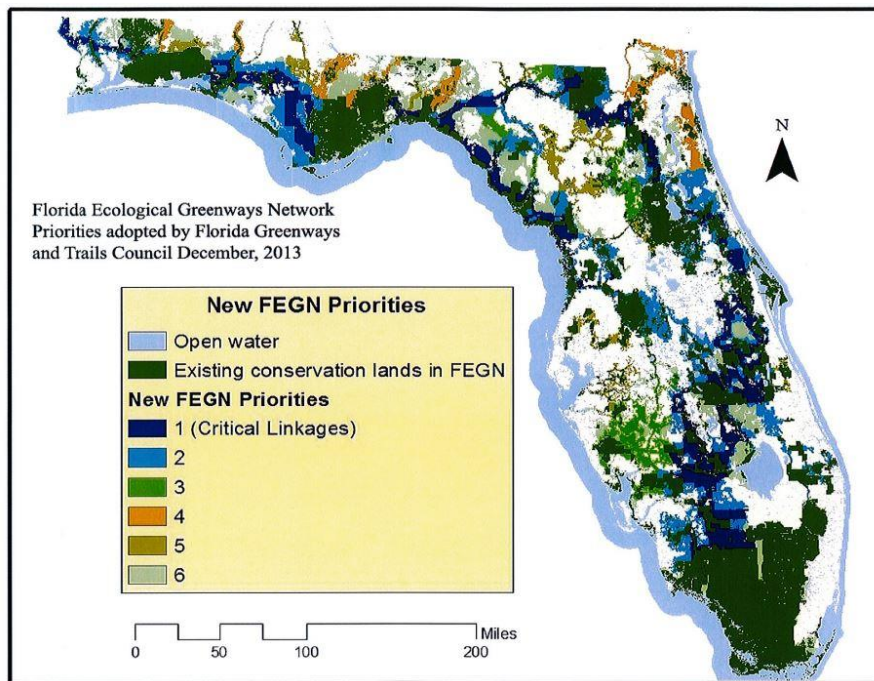 N
Florida Ecological Greenways Network
Priorities adopted by Florida Greenways
and Trails Council December, 2013
New FEGN Priorities
Open water
Existing conservation lands in FEGN
New FEGN Priorities
1 (Critical Linkages)
2
3
4
5
6
Miles
0 50 100 200